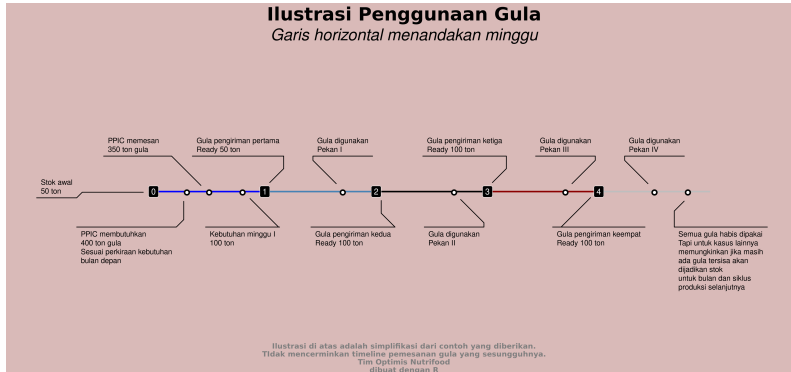 Ilustrasi Penggunaan Gula
Garis horizontal menandakan minggu
PPIC memesan
350 ton gula
Gula pengiriman pertama
Ready 50 ton
Gula digunakan
Pekan I
Gula pengiriman ketiga
Ready 100 ton
Gula digunakan
Pekan III
Gula digunakan
Pekan IV
Stok awal
50 ton
0
1
2
3
4
PPIC membutuhkan
400 ton gula
Sesuai perkiraan kebutuhan
bulan depan
Kebutuhan minggu I
100 ton
Gula pengiriman kedua
Ready 100 ton
Gula digunakan
Pekan II
Gula pengiriman keempat
Ready 100 ton
Semua gula habis dipakai
Tapi untuk kasus lainnya
memungkinkan jika masih
ada gula tersisa akan
dijadikan stok
untuk bulan dan siklus
produksi selanjutnya
Ilustrasi di atas adalah simplifikasi dari contoh yang diberikan.
TIdak mencerminkan timeline pemesanan gula yang sesungguhnya.
Tim Optimis Nutrifood
dibuat dengan R